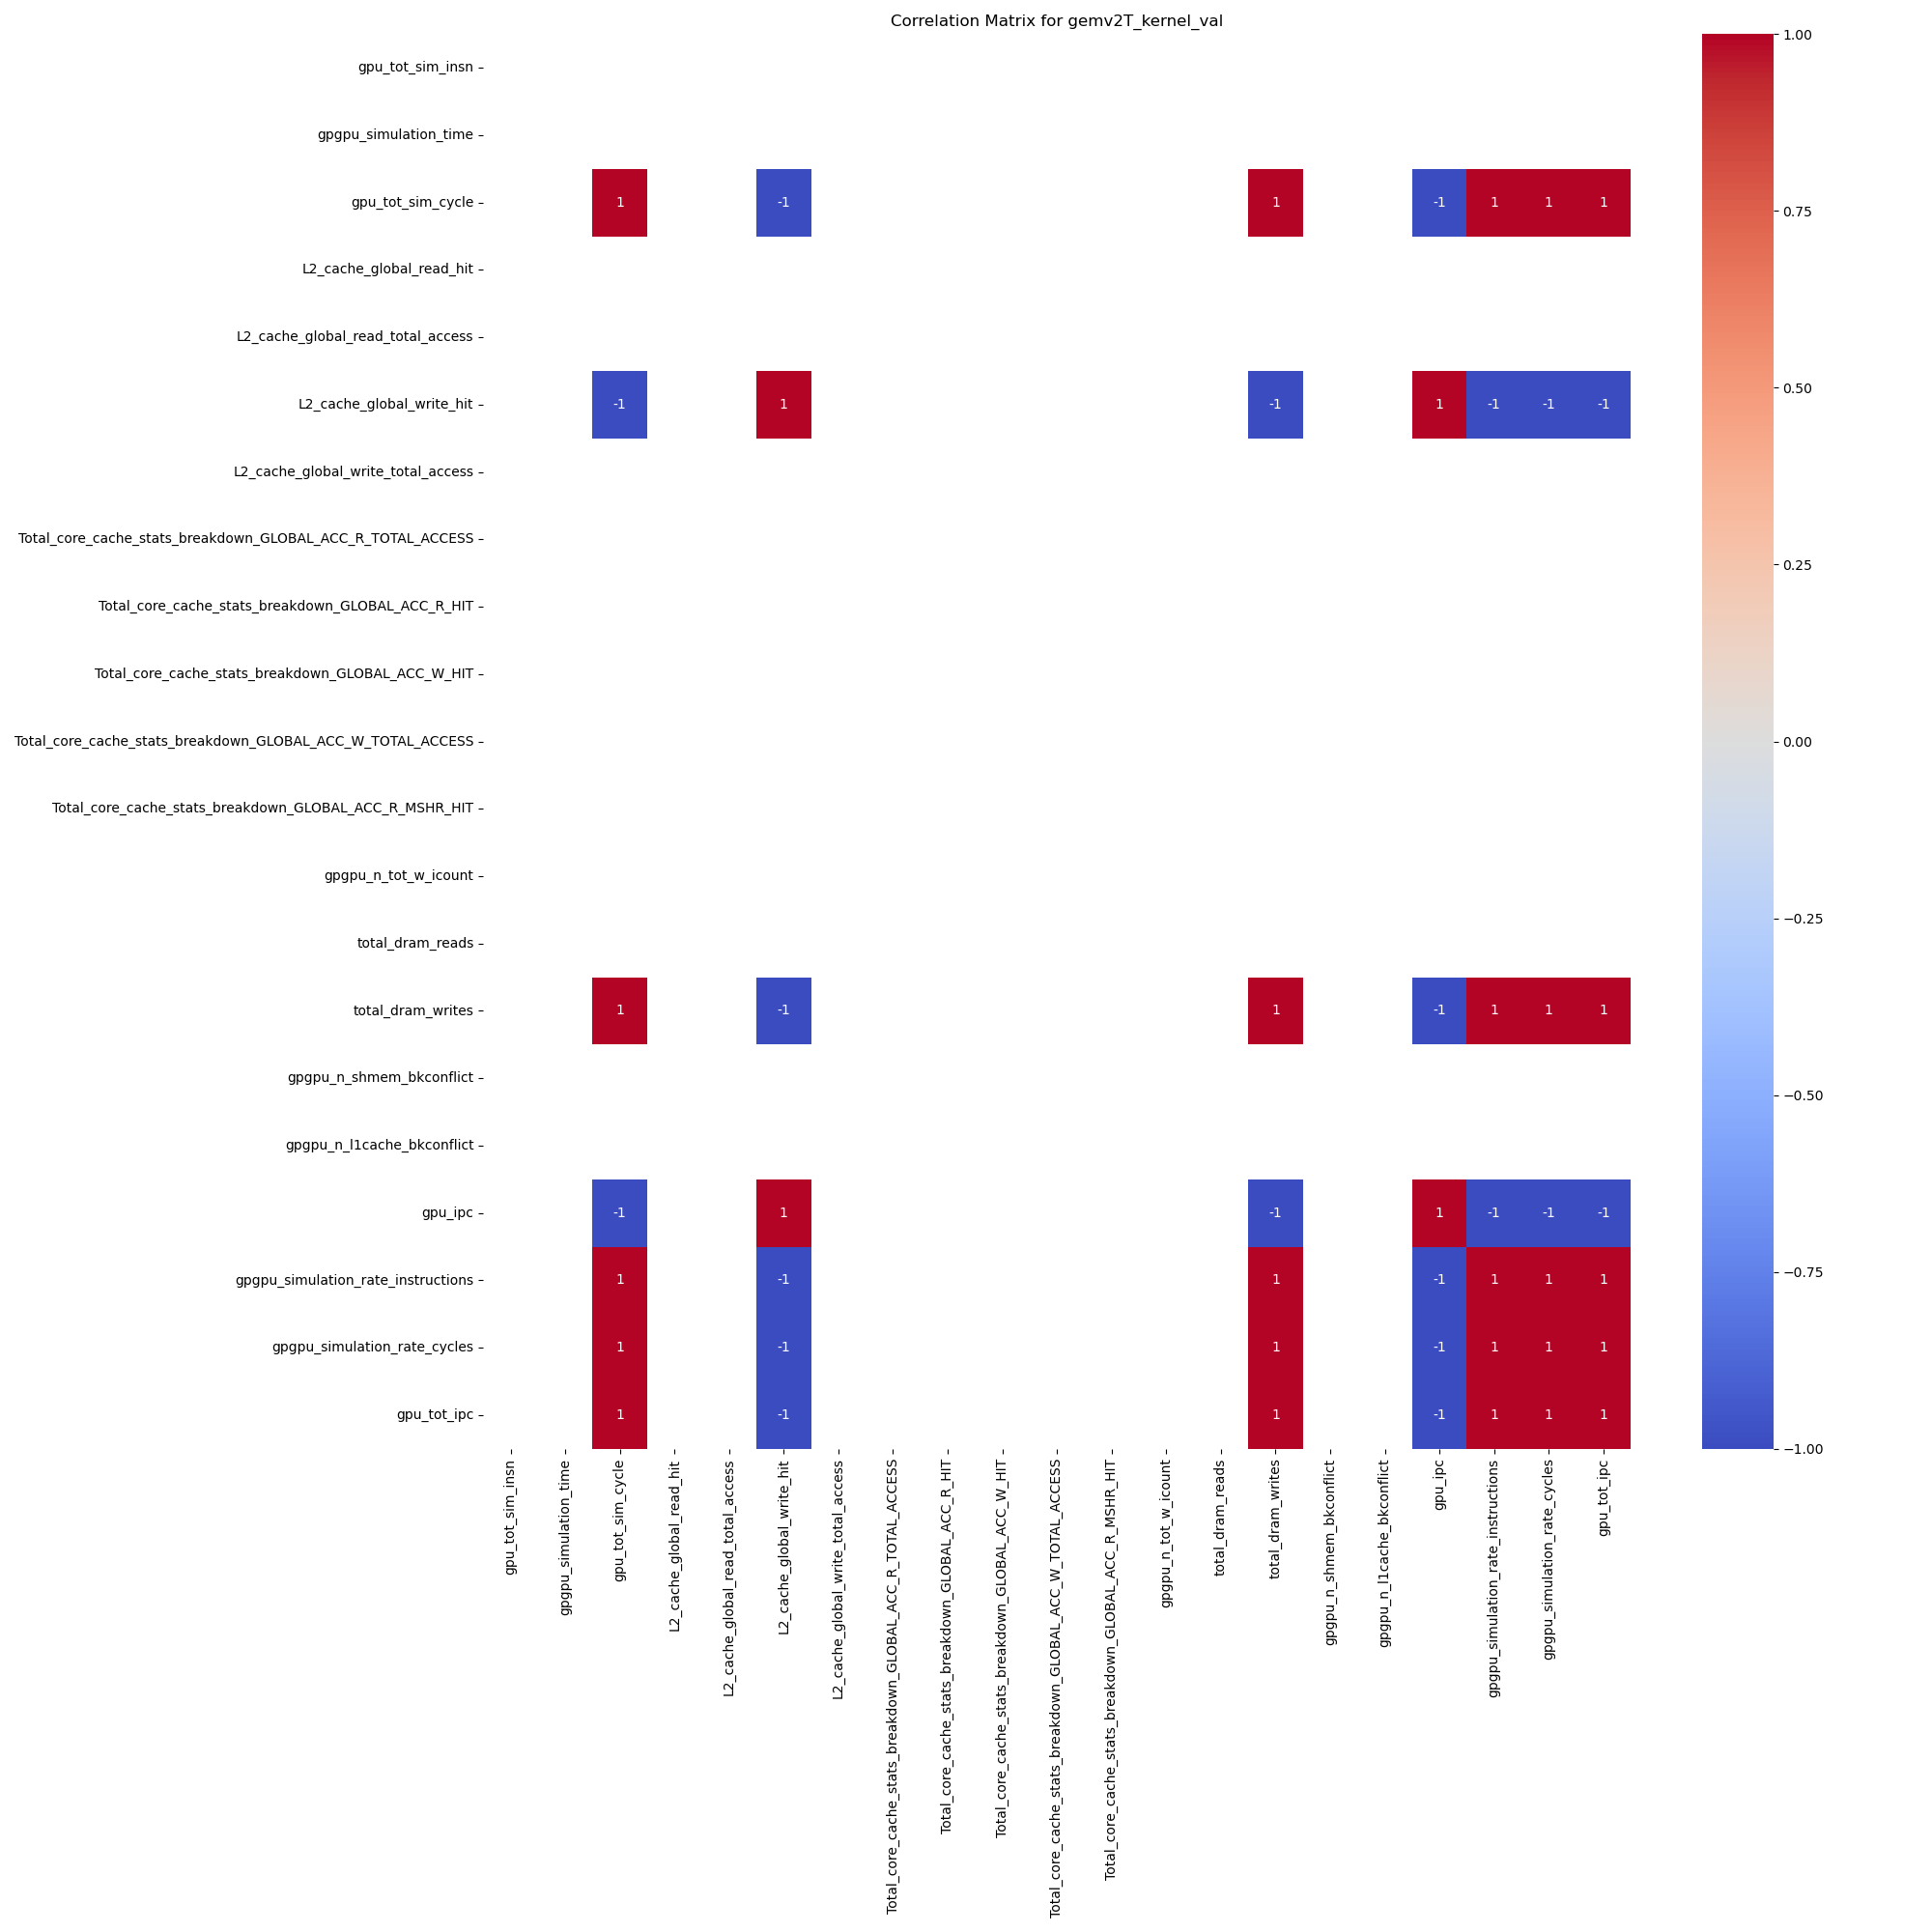 Correlation Matrix for gemv2T_kernel_val
gpu_tot_sim_insn
gpgpu_simulation_time
gpu_tot_sim_cycle 1 -1 1 -1 1 1 1
L2_cache_global_read_hit
L2_cache_global_read_total_access
L2_cache_global_write_hit -1 1 -1 1 -1 -1 -1
L2_cache_global_write_total_access
Total_core_cache_stats_breakdown_GLOBAL_ACC_R_TOTAL_ACCESS
Total_core_cache_stats_breakdown_GLOBAL_ACC_R_HIT
Total_core_cache_stats_breakdown_GLOBAL_ACC_W_HIT
Total_core_cache_stats_breakdown_GLOBAL_ACC_W_TOTAL_ACCESS
Total_core_cache_stats_breakdown_GLOBAL_ACC_R_MSHR_HIT
gpgpu_n_tot_w_icount
total_dram_reads
total_dram_writes 1 -1 1 -1 1 1 1
gpgpu_n_shmem_bkconflict
gpgpu_n_l1cache_bkconflict
gpu_ipc -1 1 -1 1 -1 -1 -1
gpgpu_simulation_rate_instructions 1 -1 1 -1 1 1 1
gpgpu_simulation_rate_cycles 1 -1 1 -1 1 1 1
gpu_tot_ipc 1 -1 1 -1 1 1 1
gpu_tot_sim_insn
gpgpu_simulation_time
gpu_tot_sim_cycle
L2_cache_global_read_hit
L2_cache_global_read_total_access
L2_cache_global_write_hit
L2_cache_global_write_total_access
Total_core_cache_stats_breakdown_GLOBAL_ACC_R_TOTAL_ACCESS
Total_core_cache_stats_breakdown_GLOBAL_ACC_R_HIT
Total_core_cache_stats_breakdown_GLOBAL_ACC_W_HIT
Total_core_cache_stats_breakdown_GLOBAL_ACC_W_TOTAL_ACCESS
Total_core_cache_stats_breakdown_GLOBAL_ACC_R_MSHR_HIT
gpgpu_n_tot_w_icount
total_dram_reads
total_dram_writes
gpgpu_n_shmem_bkconflict
gpgpu_n_l1cache_bkconflict
gpu_ipc
gpgpu_simulation_rate_instructions
gpgpu_simulation_rate_cycles
gpu_tot_ipc
1.00
0.75
0.50
0.25
0.00
−0.25
−0.50
−0.75
−1.00